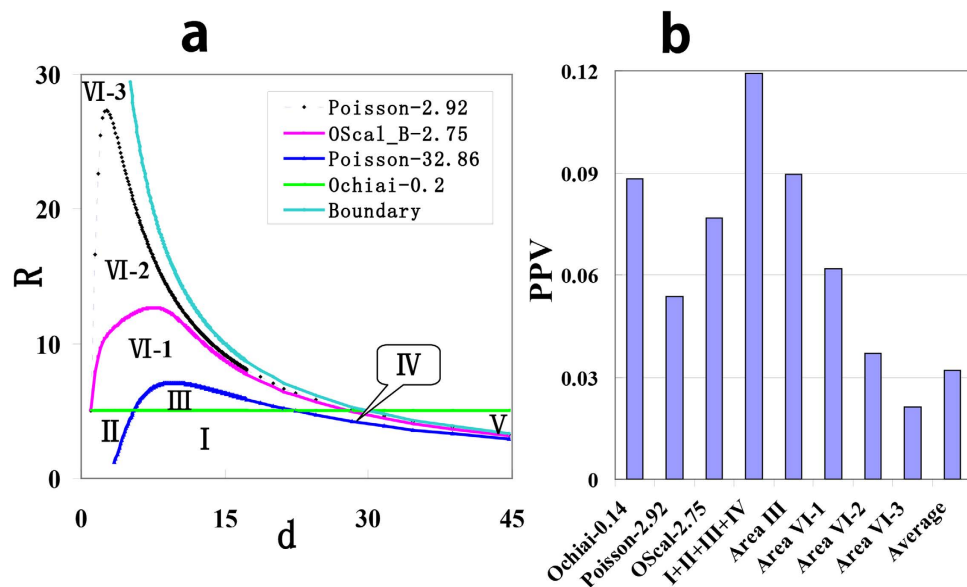 a
b
30
20
10
0
R
0
15
30
45
d
Poisson-2.92
OScal_B-2.75
Poisson-32.86
Ochiai-0.2
Boundary
Ⅵ-3
Ⅵ-2
Ⅵ-1
Ⅳ
Ⅲ
Ⅱ
Ⅰ
Ⅴ
0.12
0.09
0.06
0.03
0
PPV
Ochiai-0.14
Poisson-2.92
OScal-2.75
I+II+III+IV
Area III
Area VI-1
Area VI-2
Area VI-3
Average